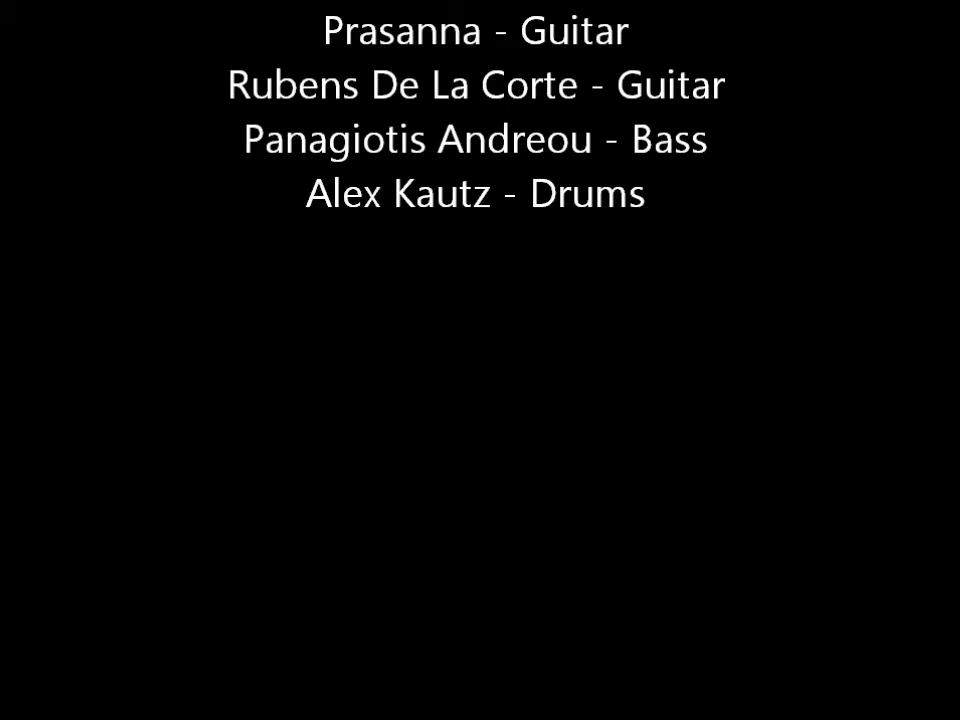 Prasanna - Guitar
Rubens De La Corte - Guitar
Panagiotis Andreou - Bass
Alex Kautz - Drums